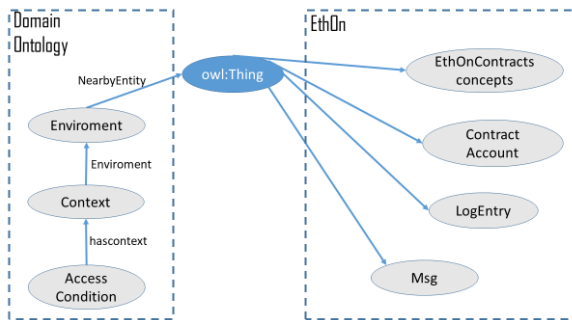 Domain
Ontology
EthOn
NearbyEntity
owl:Thing
EthOnContracts
concepts
Enviroment
Contract
Account
Enviroment
Context
LogEntry
hascontext
Access
Condition
Msg